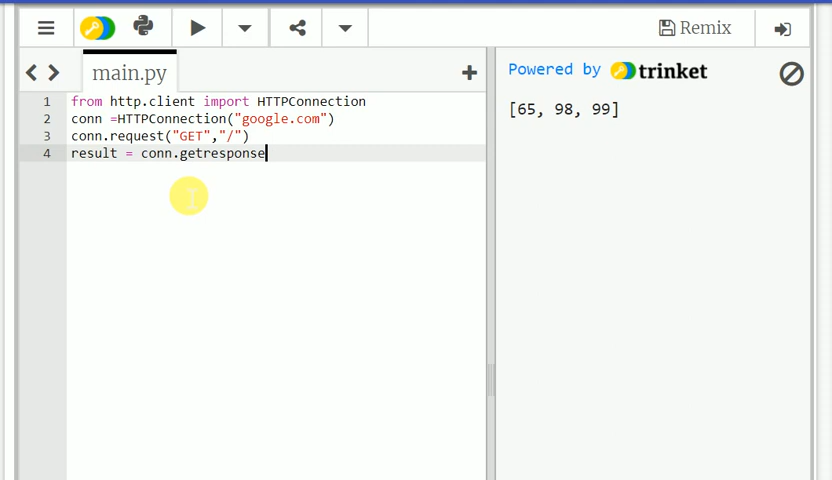 Remix
main.py
Powered by trinket
1 from http.client import HTTPConnection
2 conn =HTTPConnection("google.com")
3 conn.request("GET","/")
4 result = conn.getresponse
[65, 98, 99]